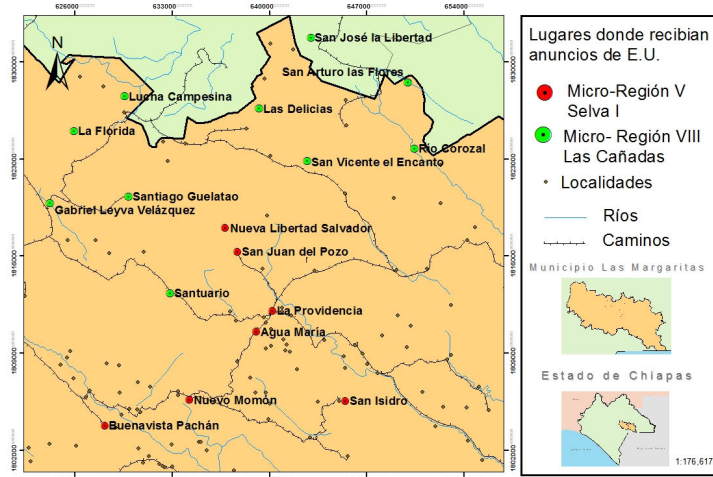 626000
633000
640000
647000
654000
1830000
1823000
1816000
1802000
N
San José la Libertad
San Arturo las Flores
Lucha Campesina
Las Delicias
La Florida
Río Corozal
San Vicente el Encanto
Santiago Guelatao
Gabriel Leyva Velázquez
Nueva Libertad Salvador
San Juan del Pozo
Santuario
La Providencia
Agua María
Nuevo Momón
San Isidro
Buenavista Pachán
Lugares donde recibian
anuncios de E.U.
Micro-Región V
Selva I
Micro- Región VIII
Las Cañadas
Localidades
Ríos
Caminos
Municipio Las Margaritas
Estado de Chiapas
1:176,617